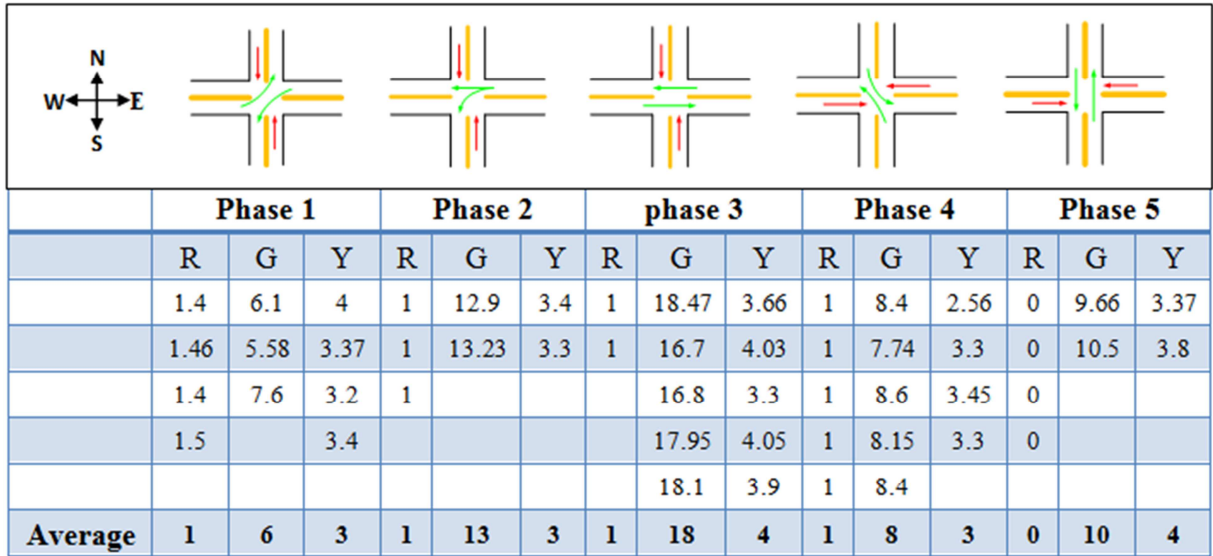 N
W E
S
Phase 1 Phase 2 phase 3 Phase 4 Phase 5
R G Y R G Y R G Y R G Y R G Y
1.4 6.1 4 1 12.9 3.4 1 18.47 3.66 1 8.4 2.56 0 9.66 3.37
1.46 5.58 3.37 1 13.23 3.3 1 16.7 4.03 1 7.74 3.3 0 10.5 3.8
1.4 7.6 3.2 1 16.8 3.3 1 8.6 3.45 0
1.5 3.4 17.95 4.05 1 8.15 3.3 0
18.1 3.9 1 8.4
Average 1 6 3 1 13 3 1 18 4 1 8 3 0 10 4